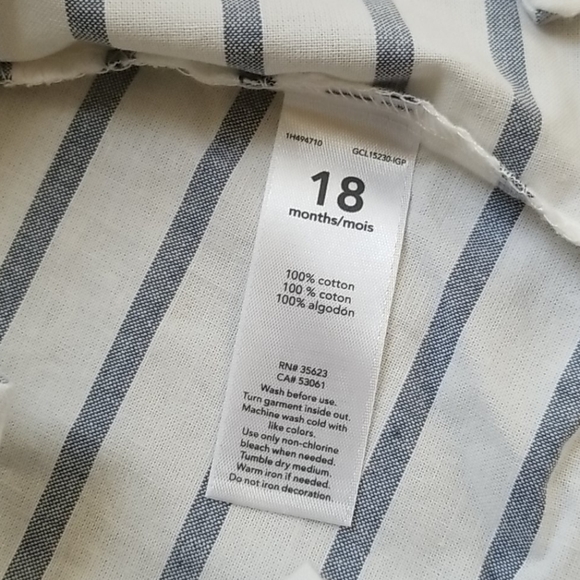 1H494710 GCL15230-IGP
18
months/mois
100% cotton
100 % coton
100% algodón
RN# 35623
CA# 53061
Wash before use.
Turn garment inside out.
Machine wash cold with
like colors.
Use only non-chlorine
bleach when needed.
Tumble dry medium.
Warm iron if needed.
Do not iron decoration.